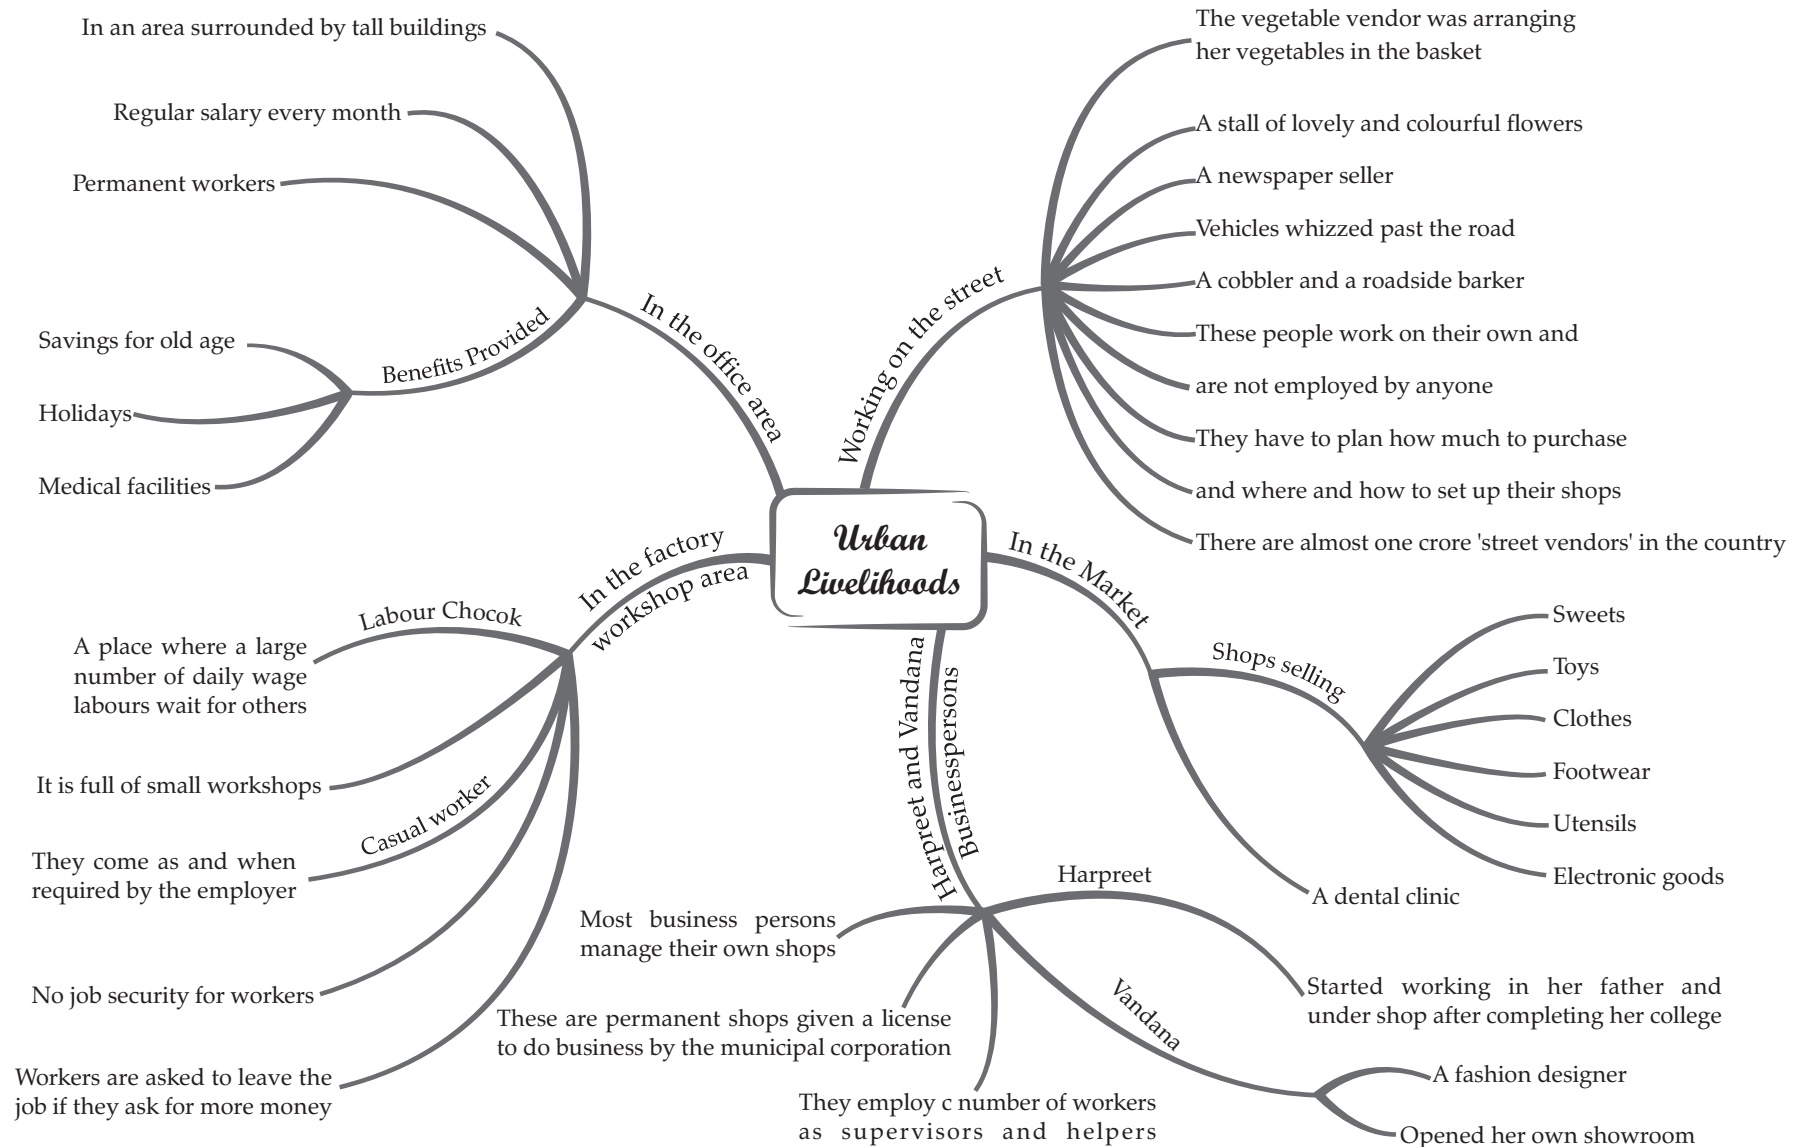 In an area surrounded by tall buildings
Regular salary every month
Permanent workers
Benefits Provided
Savings for old age
Holidays
Medical facilities
In the office area
Working on the street
The vegetable vendor was arranging
her vegetables in the basket
A stall of lovely and colourful flowers
A newspaper seller
Vehicles whizzed past the road
A cobbler and a roadside barker
These people work on their own and
are not employed by anyone
They have to plan how much to purchase
and where and how to set up their shops
There are almost one crore 'street vendors' in the country
Urban
Livelihoods
In the factory
workshop area
Labour Chocok
A place where a large
number of daily wage
labours wait for others
It is full of small workshops
Casual worker
They come as and when
required by the employer
No job security for workers
Workers are asked to leave the
job if they ask for more money
In the Market
Shops selling
Sweets
Toys
Clothes
Footwear
Utensils
Electronic goods
A dental clinic
Harpreet and Vandana
Businesspersons
Most business persons
manage their own shops
These are permanent shops given a license
to do business by the municipal corporation
They employ c number of workers
as supervisors and helpers
Harpreet
Started working in her father and
under shop after completing her college
Vandana
A fashion designer
Opened her own showroom